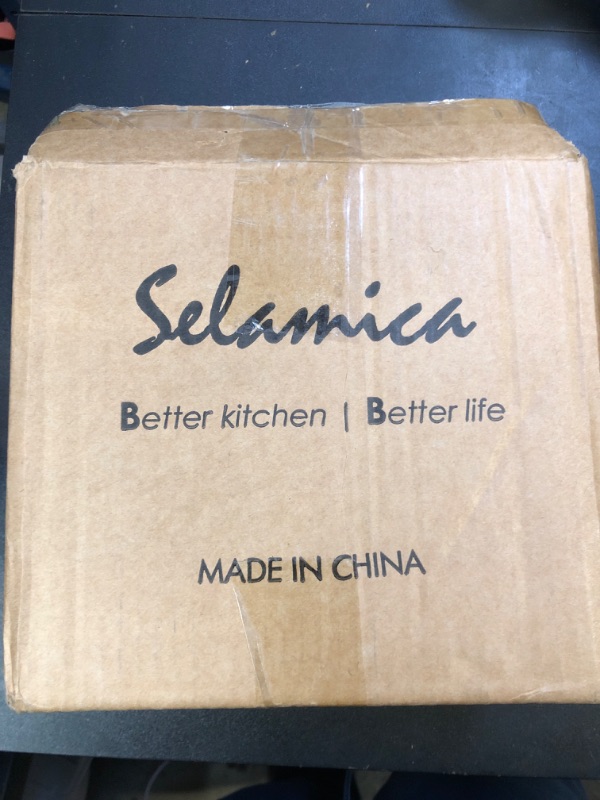 Selamica
Better kitchen | Better life
MADE IN CHINA